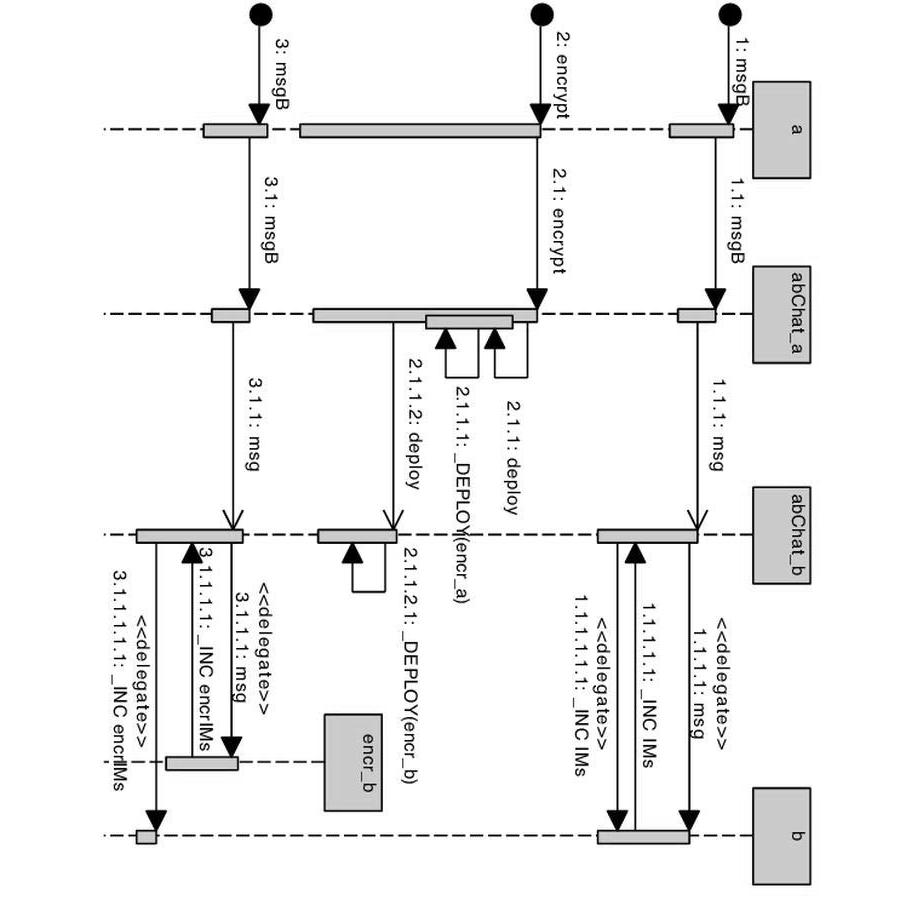 a
abChat_a
abChat_b
encr_b
b
1: msgB
1.1: msgB
1.1.1: msg
<<delegate>>
1.1.1.1: msg
1.1.1.1.1: _INC IMs
<<delegate>>
1.1.1.1.1.1: _INC IMs
2: encrypt
2.1: encrypt
2.1.1: deploy
2.1.1.1: _DEPLOY(encr_a)
2.1.1.2: deploy
2.1.1.2.1: _DEPLOY(encr_b)
3: msgB
3.1: msgB
3.1.1: msg
<<delegate>>
3.1.1.1: msg
3.1.1.1.1: _INC encrIMs
<<delegate>>
3.1.1.1.1.1: _INC encrIMs